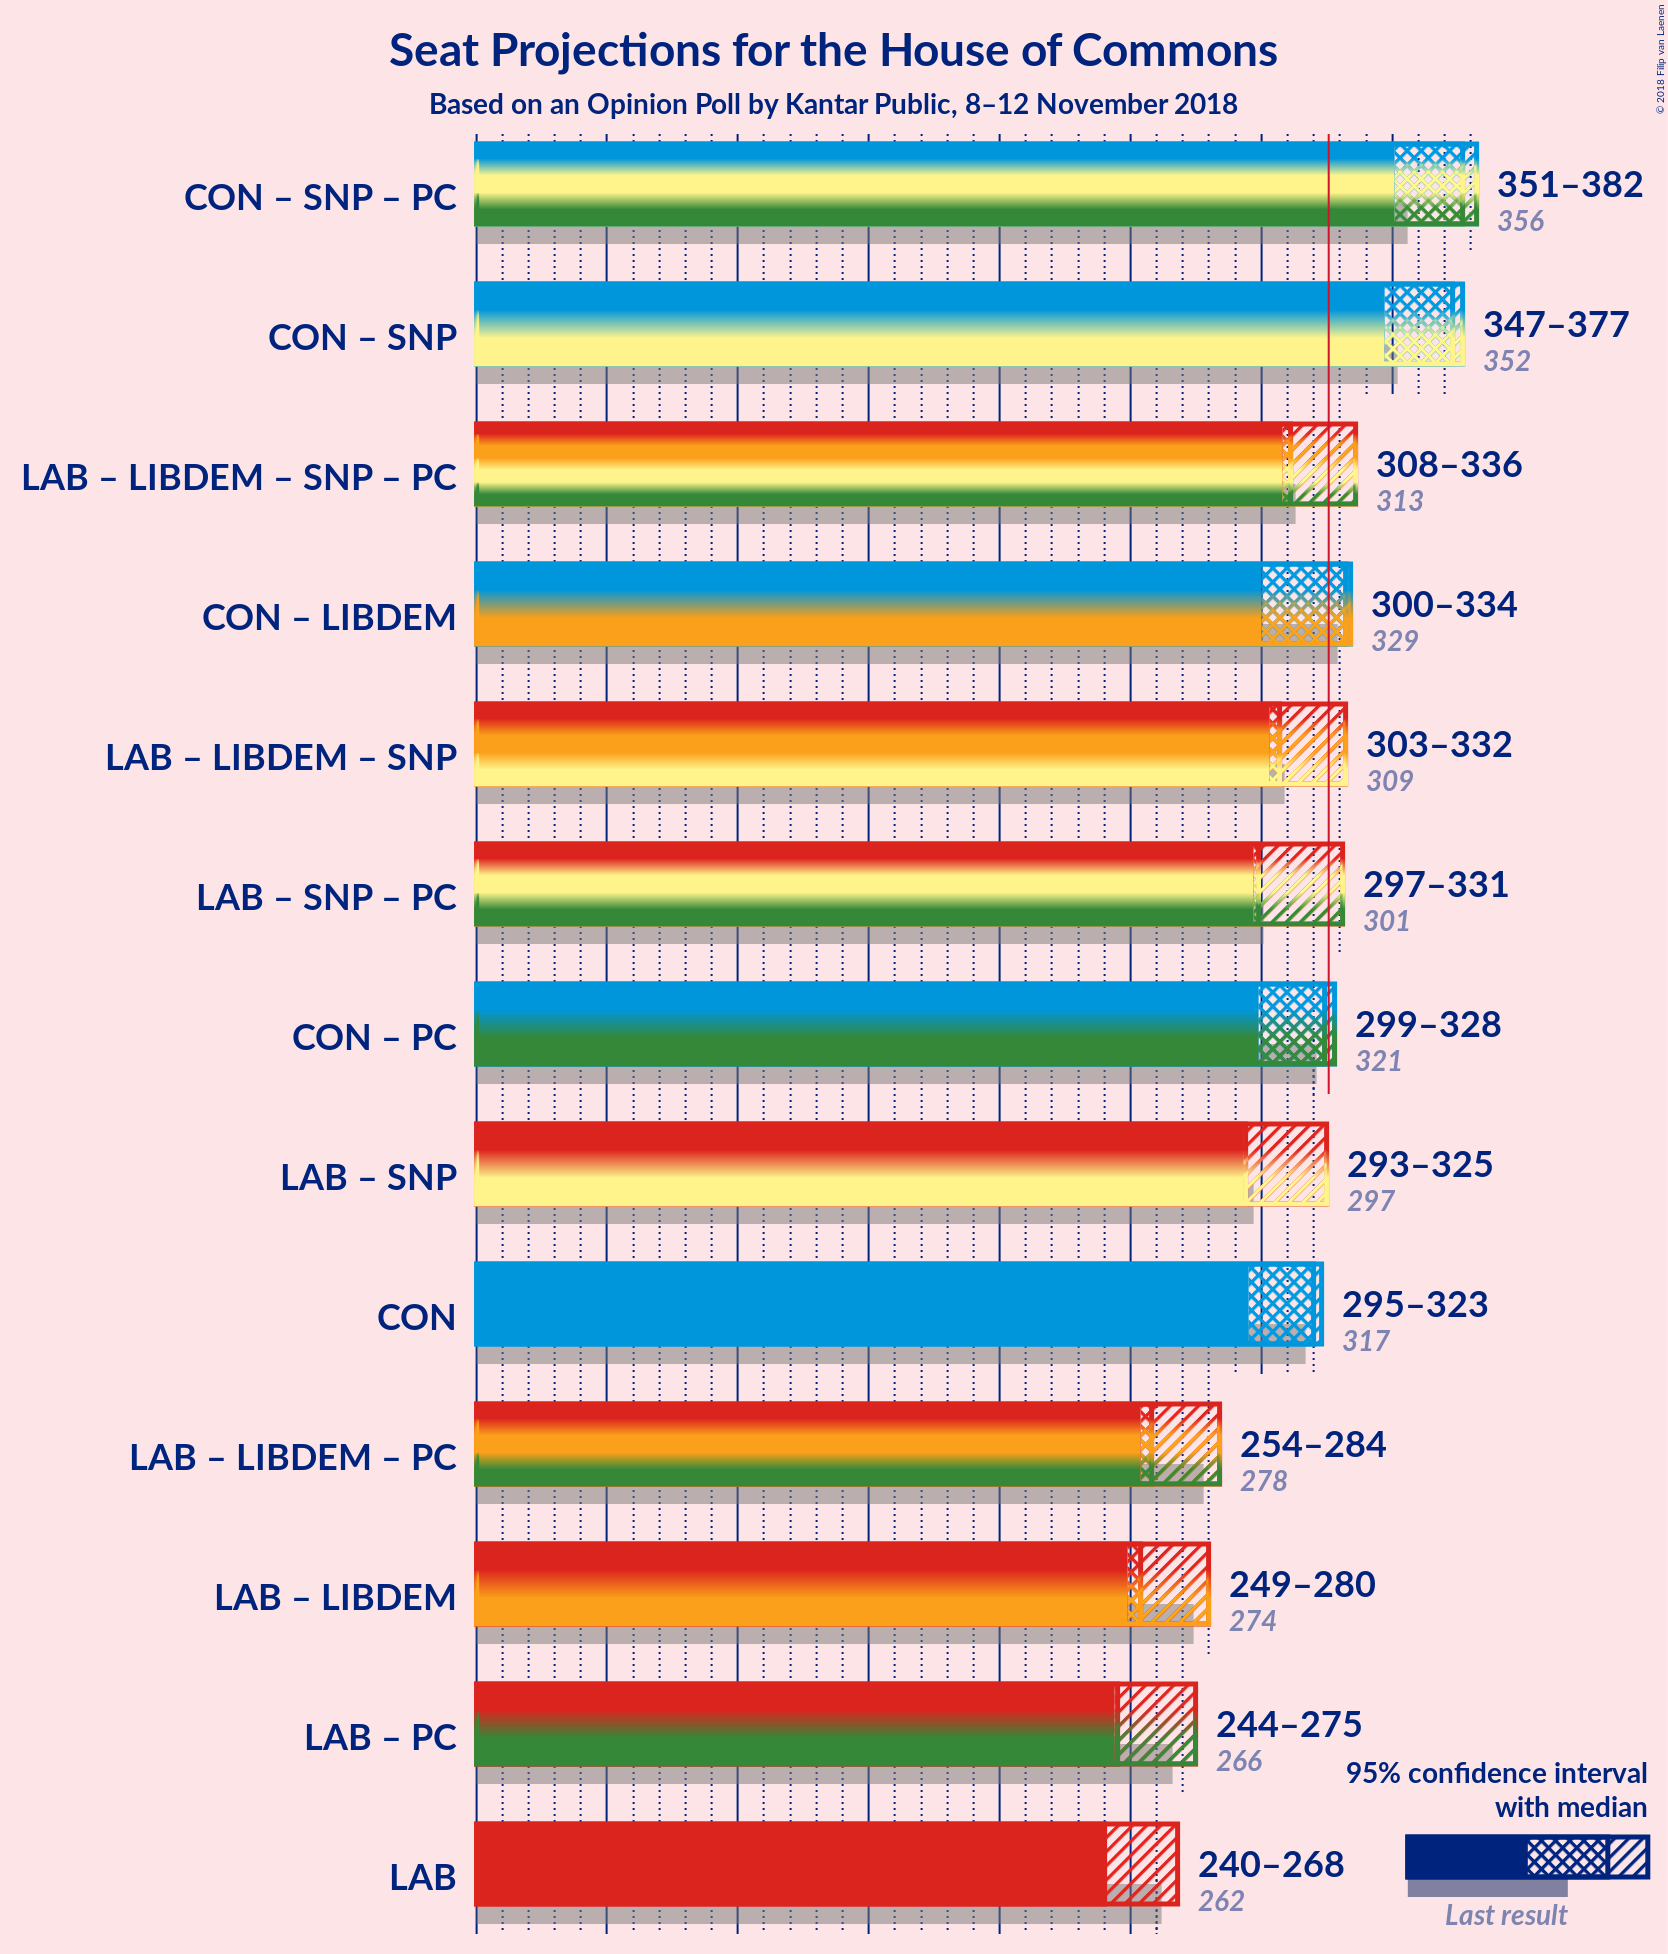 Seat Projections for the House of Commons
Based on an Opinion Poll by Kantar Public, 8–12 November 2018
© 2018 Filip van Laenen
CON – SNP – PC
351–382
356
CON – SNP
347–377
352
LAB – LIBDEM – SNP – PC
308–336
313
CON – LIBDEM
300–334
329
LAB – LIBDEM – SNP
303–332
309
LAB – SNP – PC
297–331
301
CON – PC
299–328
321
LAB – SNP
293–325
297
CON
295–323
317
LAB – LIBDEM – PC
254–284
278
LAB – LIBDEM
249–280
274
LAB – PC
244–275
266
LAB
240–268
262
95% confidence interval
with median
Last result